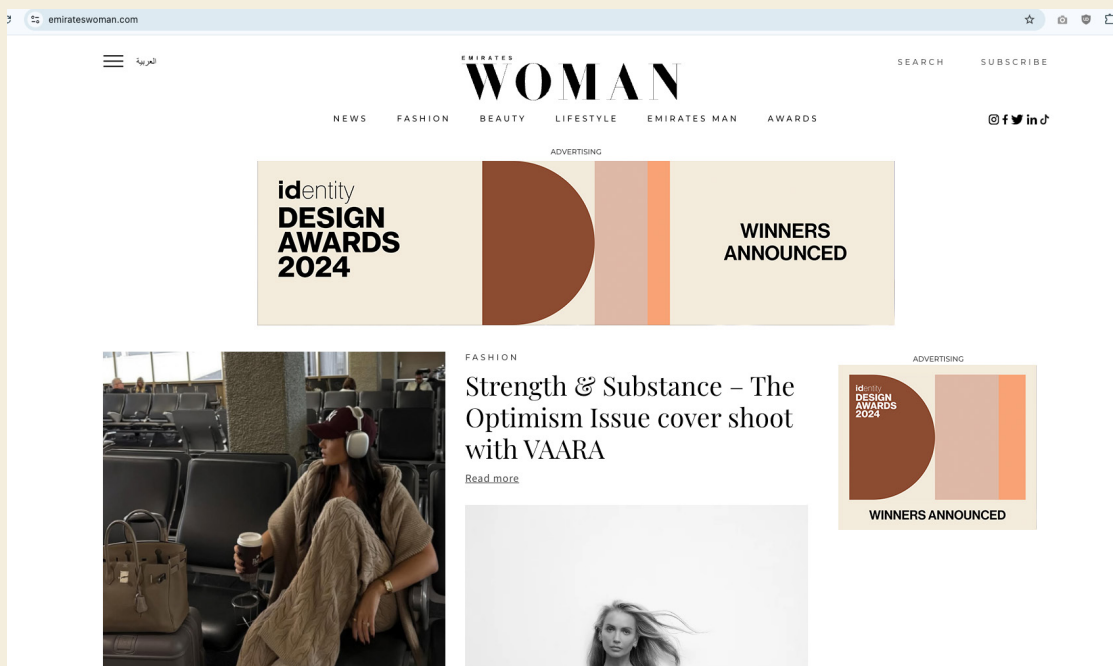 emirateswoman.com
العربية
EMIRATES
WOMAN
SEARCH SUBSCRIBE
NEWS FASHION BEAUTY LIFESTYLE EMIRATES MAN AWARDS
ADVERTISING
identity
DESIGN
AWARDS
2024
WINNERS
ANNOUNCED
FASHION
Strength & Substance – The
Optimism Issue cover shoot
with VAARA
Read more
ADVERTISING
identity
DESIGN
AWARDS
2024
WINNERS ANNOUNCED